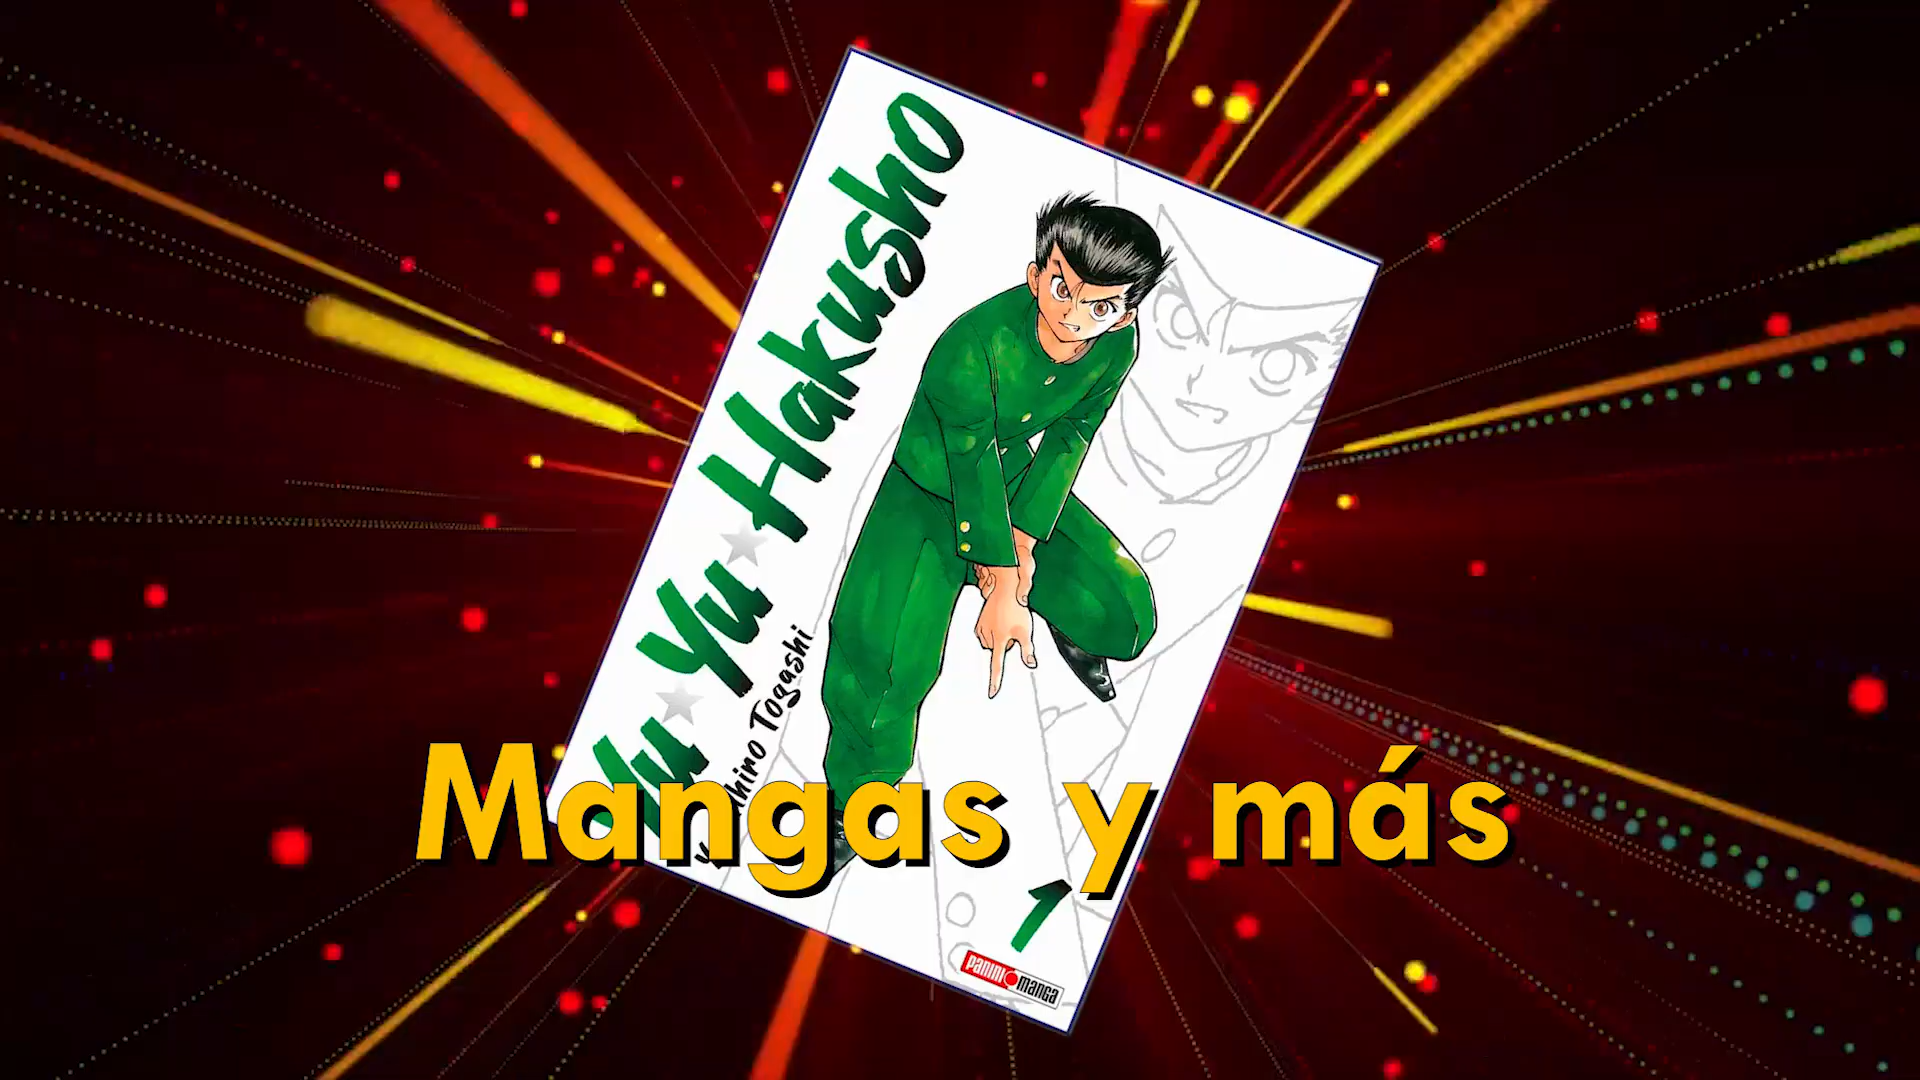 Yu Yu Hakusho
Togashi
1
PANINI MANGA
Mangas y más